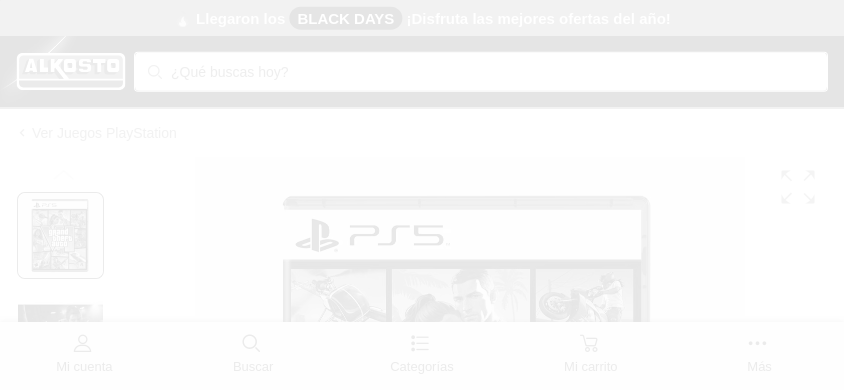 Llegaron los BLACK DAYS ¡Disfruta las mejores ofertas del año!
ALKOSTO
¿Qué buscas hoy?
Ver Juegos PlayStation
PS5
Mi cuenta
Buscar
Categorías
Mi carrito
Más